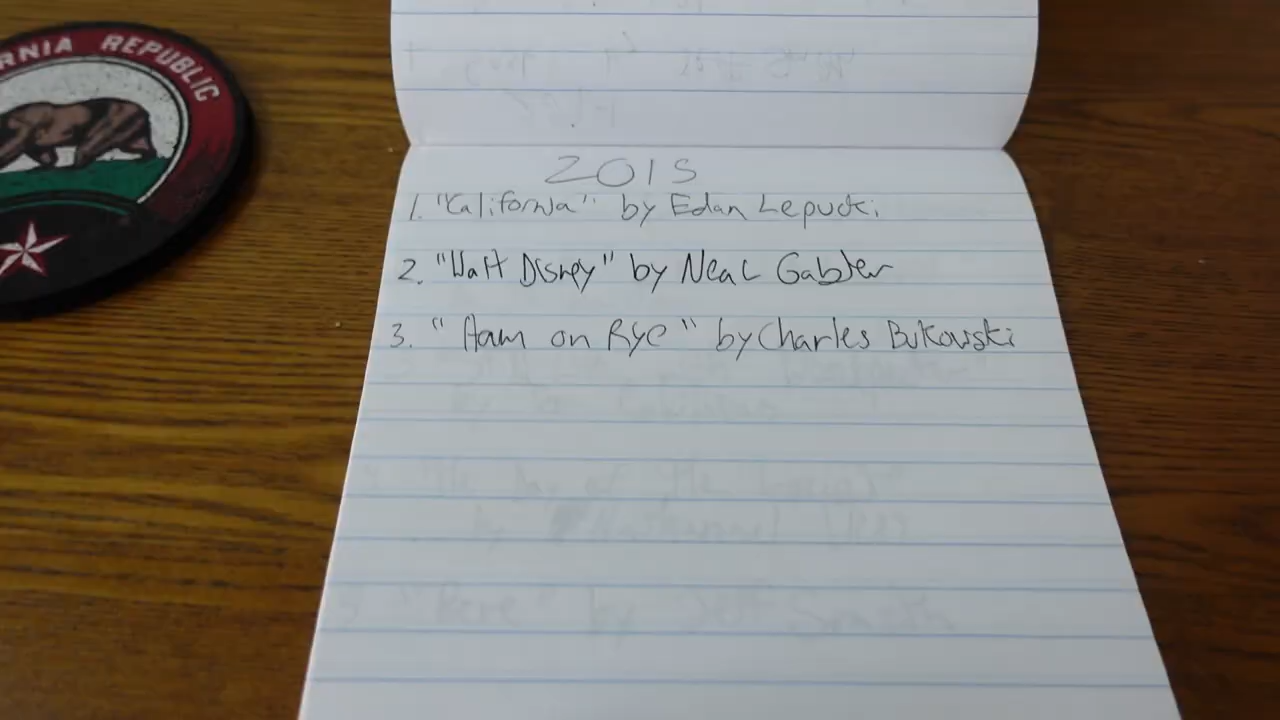 RNIA REPUBLIC
2015
1. "California" by Edan Lepucki
2. "Walt Disney" by Neal Gabler
3. "Ham on Rye" by Charles Bukowski